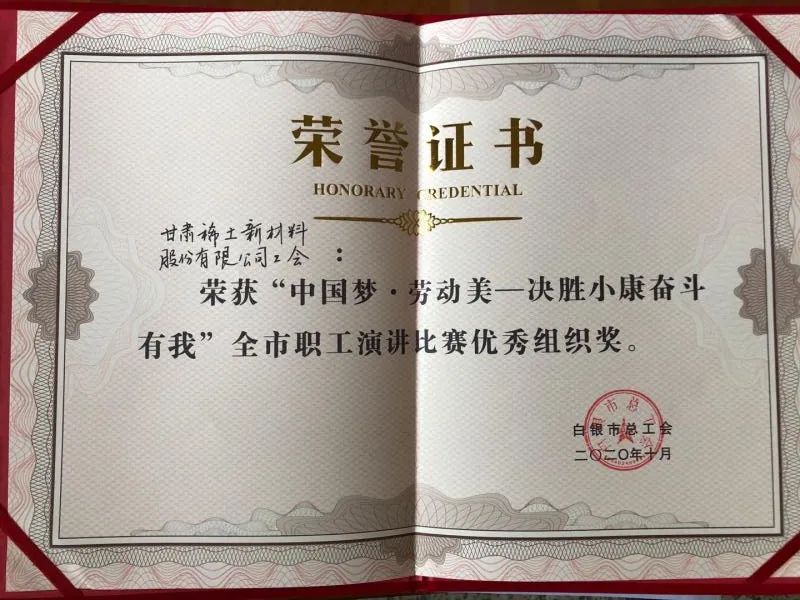 荣誉证书
HONORARY CREDENTIAL
甘肃稀土新材料
股份有限公司工会：
荣获“中国梦·劳动美—决胜小康奋斗
有我”全市职工演讲比赛优秀组织奖。
白银市总工会
二〇二〇年十月